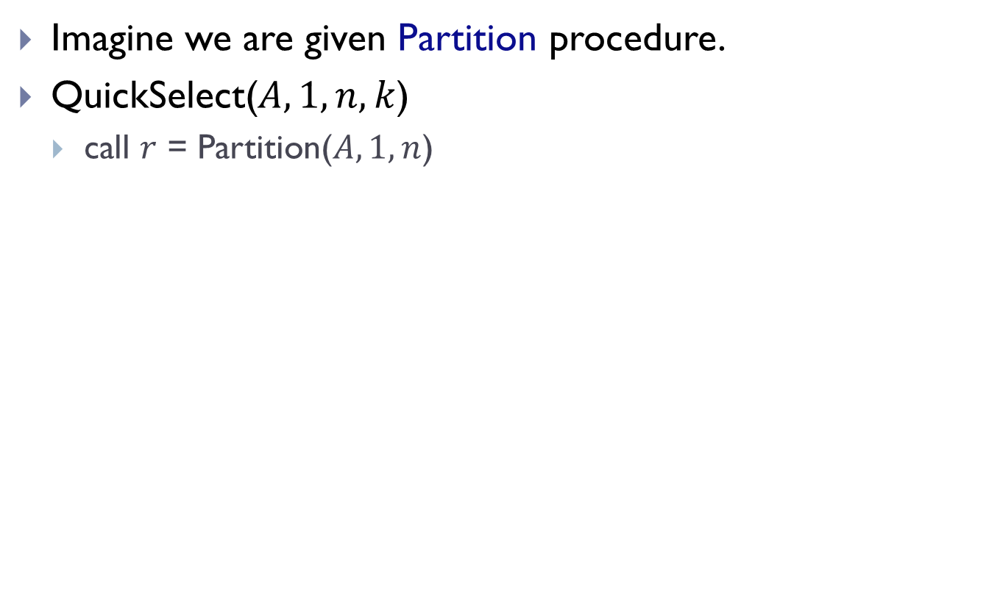 Imagine we are given Partition procedure.
QuickSelect(A, 1, n, k)
call r = Partition(A, 1, n)